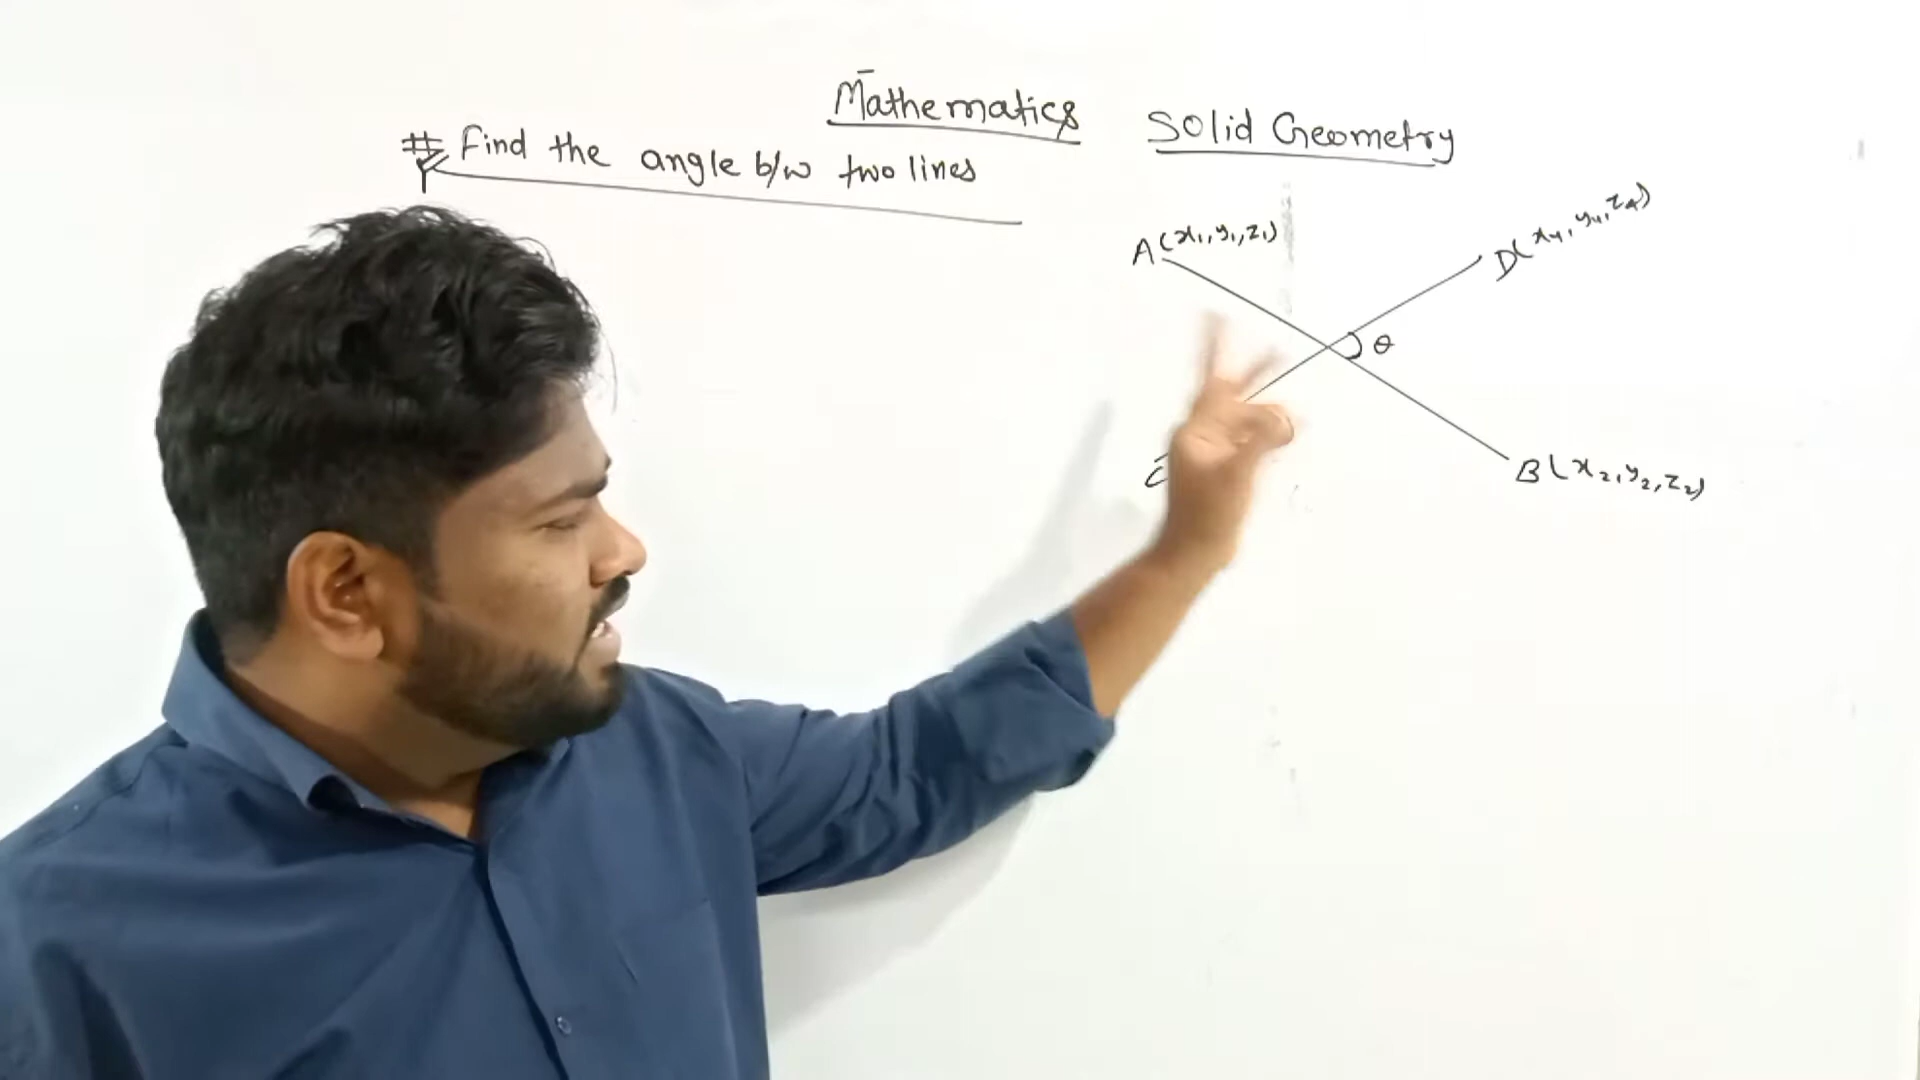 Mathematics
Solid Geometry
# Find the angle b/w two lines
A(x₁,y₁,z₁)
D(x₄,y₄,z₄)
θ
C
B(x₂,y₂,z₂)